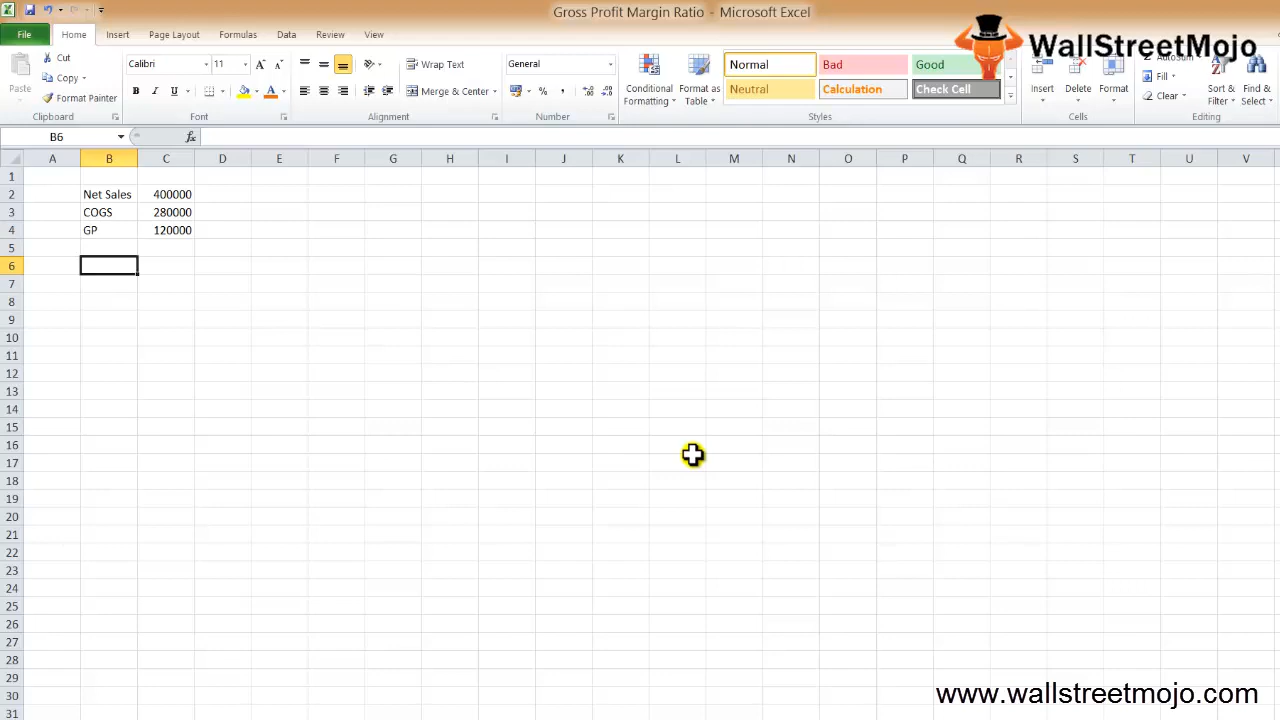 Gross Profit Margin Ratio - Microsoft Excel
File Home Insert Page Layout Formulas Data Review View
WallStreetMojo
Paste
Cut
Copy
Format Painter
Clipboard
Calibri 11
B I U
Font
Wrap Text
Merge & Center
Alignment
General
% ,
Number
Conditional
Formatting
Format as
Table
Normal Bad Good
Neutral Calculation Check Cell
Styles
Insert Delete Format
Cells
AutoSum
Fill
Clear
Sort &
Filter
Find &
Select
Editing
B6 fx
A B C D E F G H I J K L M N O P Q R S T U V
1
2 Net Sales 400000
3 COGS 280000
4 GP 120000
5
6
7
8
9
10
11
12
13
14
15
16
17
18
19
20
21
22
23
24
25
26
27
28
29
30
31
www.wallstreetmojo.com